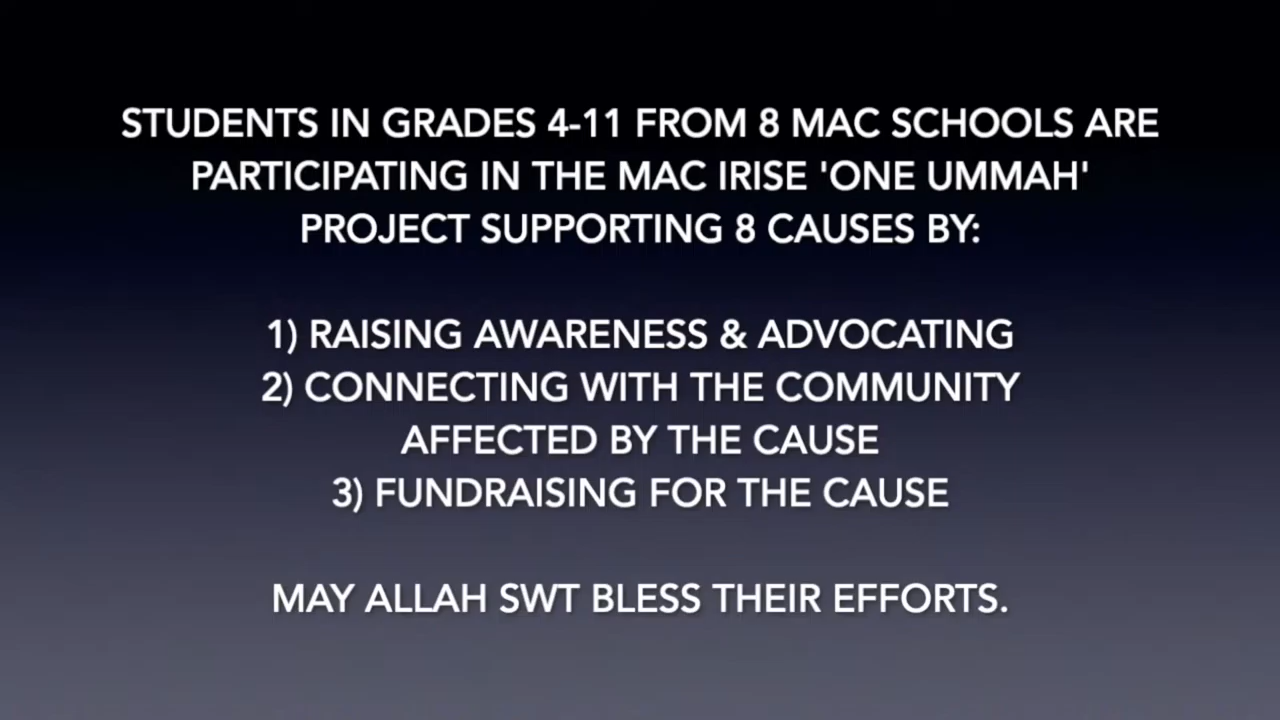 STUDENTS IN GRADES 4-11 FROM 8 MAC SCHOOLS ARE
PARTICIPATING IN THE MAC IRISE 'ONE UMMAH'
PROJECT SUPPORTING 8 CAUSES BY:
1) RAISING AWARENESS & ADVOCATING
2) CONNECTING WITH THE COMMUNITY
AFFECTED BY THE CAUSE
3) FUNDRAISING FOR THE CAUSE
MAY ALLAH SWT BLESS THEIR EFFORTS.